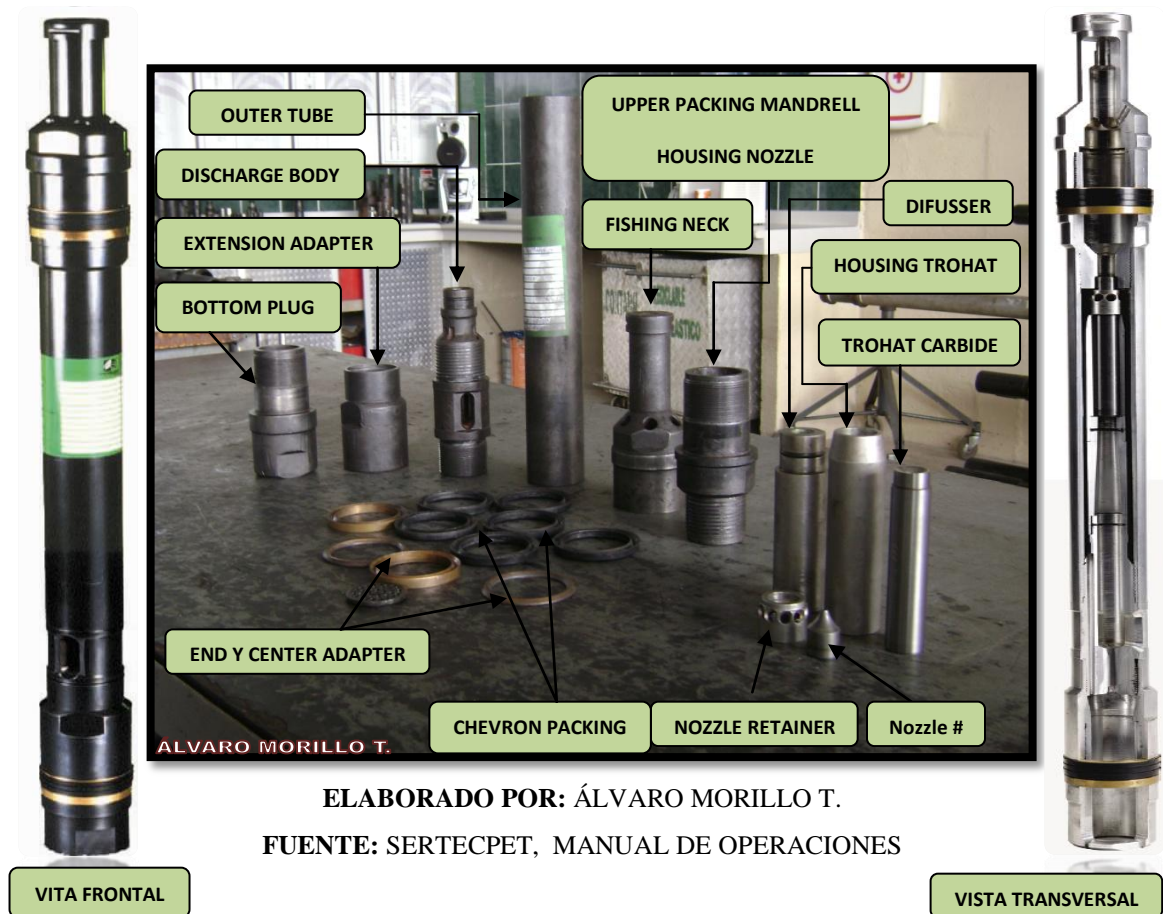 OUTER TUBE
UPPER PACKING MANDRELL
HOUSING NOZZLE
DISCHARGE BODY
DIFUSSER
EXTENSION ADAPTER
FISHING NECK
HOUSING TROHAT
BOTTOM PLUG
TROHAT CARBIDE
END Y CENTER ADAPTER
CHEVRON PACKING
NOZZLE RETAINER
Nozzle #
ALVARO MORILLO T.
ELABORADO POR: ÁLVARO MORILLO T.
FUENTE: SERTECPET, MANUAL DE OPERACIONES
VITA FRONTAL
VISTA TRANSVERSAL